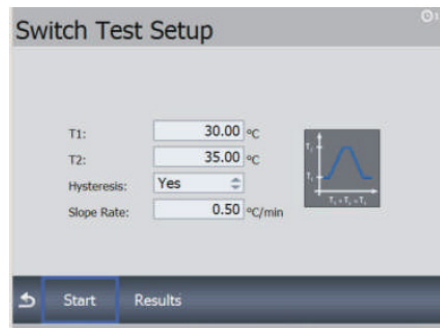 Switch Test Setup
T1: 30.00 °C
T2: 35.00 °C
Hysteresis: Yes
Slope Rate: 0.50 °C/min
Start Results